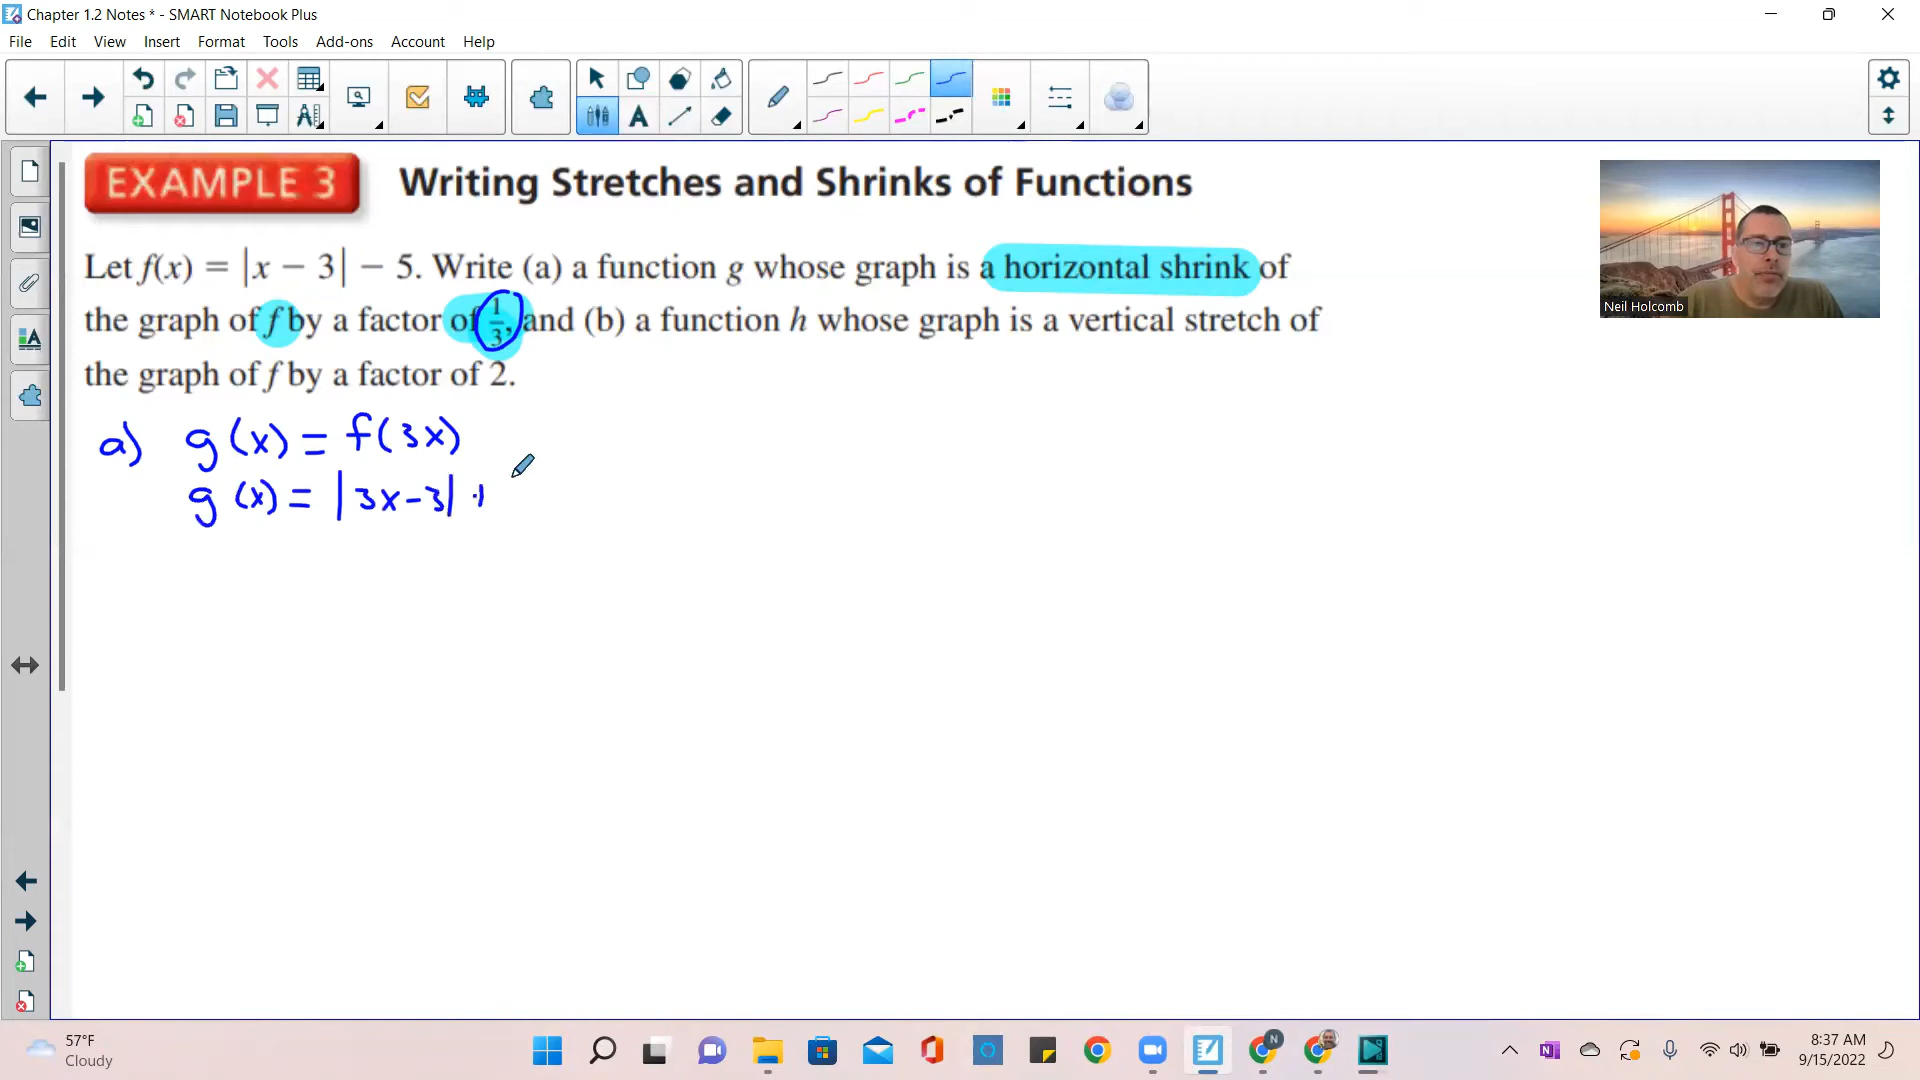 Chapter 1.2 Notes * - SMART Notebook Plus
File Edit View Insert Format Tools Add-ons Account Help
EXAMPLE 3 Writing Stretches and Shrinks of Functions
Let f(x) = |x − 3| − 5. Write (a) a function g whose graph is a horizontal shrink of
the graph of f by a factor of 1/3, and (b) a function h whose graph is a vertical stretch of
the graph of f by a factor of 2.
Neil Holcomb
a) g(x) = f(3x)
g(x) = |3x-3| +
57°F
Cloudy
8:37 AM
9/15/2022